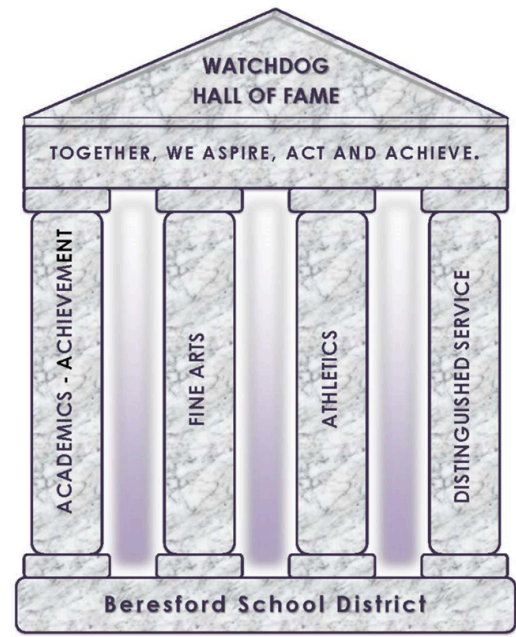 WATCHDOG
HALL OF FAME
TOGETHER, WE ASPIRE, ACT AND ACHIEVE.
ACADEMICS - ACHIEVEMENT
FINE ARTS
ATHLETICS
DISTINGUISHED SERVICE
Beresford School District